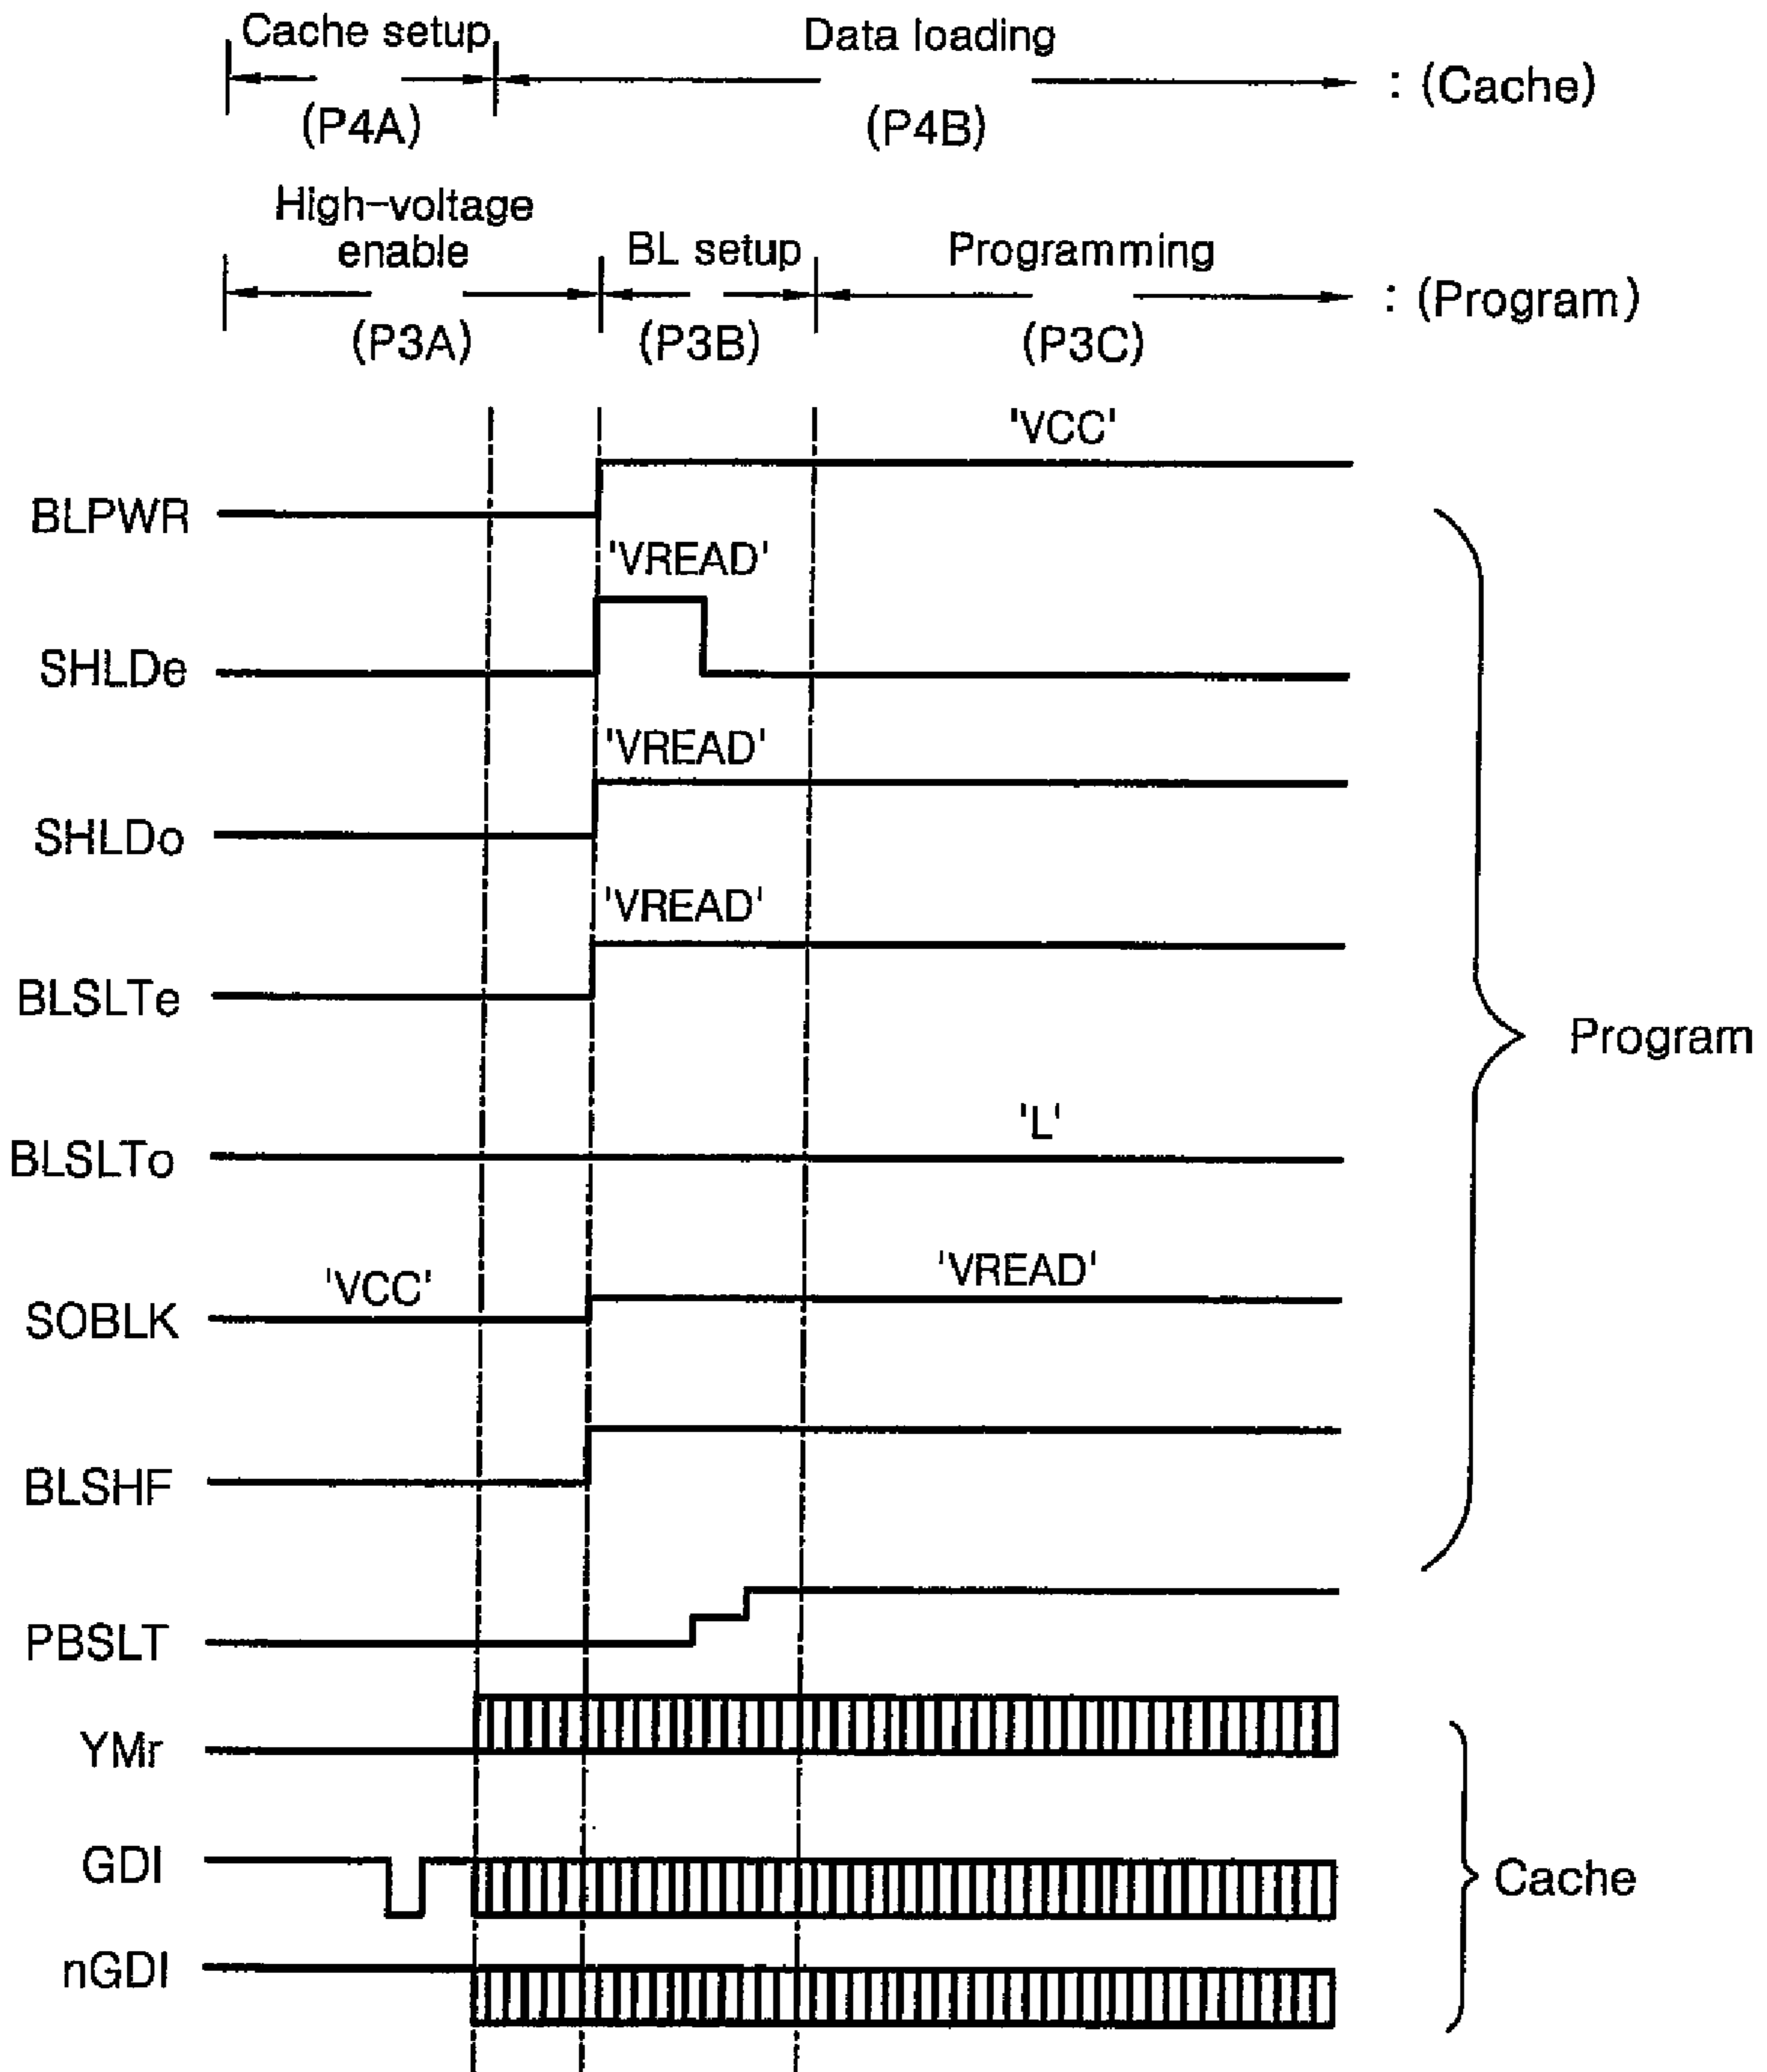 Cache setup
Data loading
: (Cache)
(P4A)
(P4B)
High-voltage
enable
BL setup
Programming
: (Program)
(P3A)
(P3B)
(P3C)
'VCC'
BLPWR
'VREAD'
SHLDe
'VREAD'
SHLDo
'VREAD'
BLSLTe
Program
'L'
BLSLTo
'VCC'
'VREAD'
SOBLK
BLSHF
PBSLT
YMr
GDI
Cache
nGDI